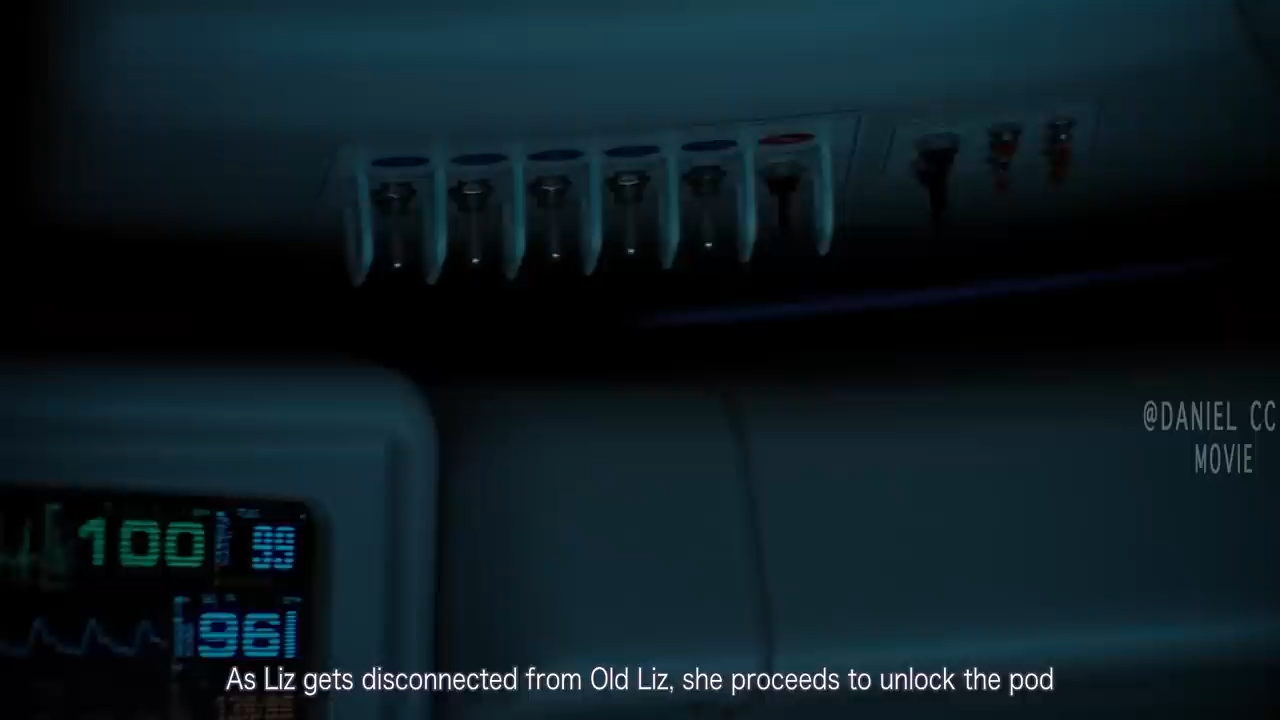 @DANIEL CC
MOVIE
100
99
96
As Liz gets disconnected from Old Liz, she proceeds to unlock the pod